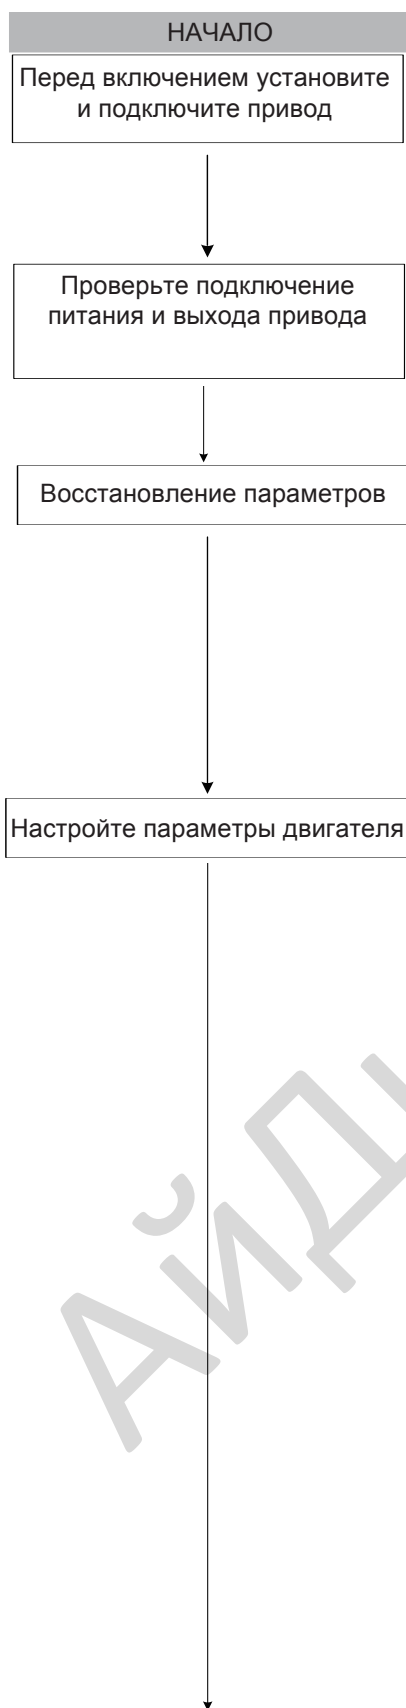 НАЧАЛО
Перед включением установите
и подключите привод
Проверьте подключение
питания и выхода привода
Восстановление параметров
Настройте параметры двигателя